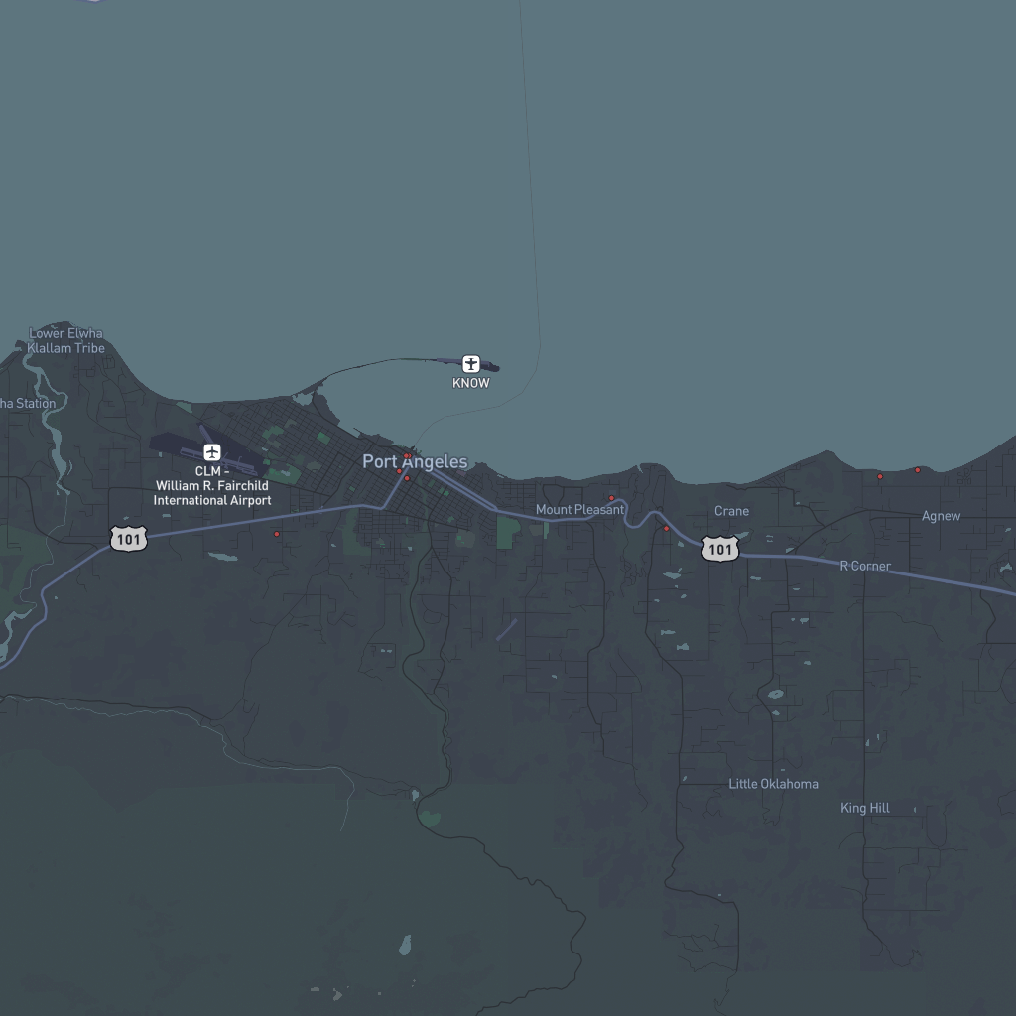 Lower Elwha
Klallam Tribe
KNOW
ha Station
CLM -
William R. Fairchild
International Airport
Port Angeles
Mount Pleasant
Crane
Agnew
101
101
R Corner
Little Oklahoma
King Hill